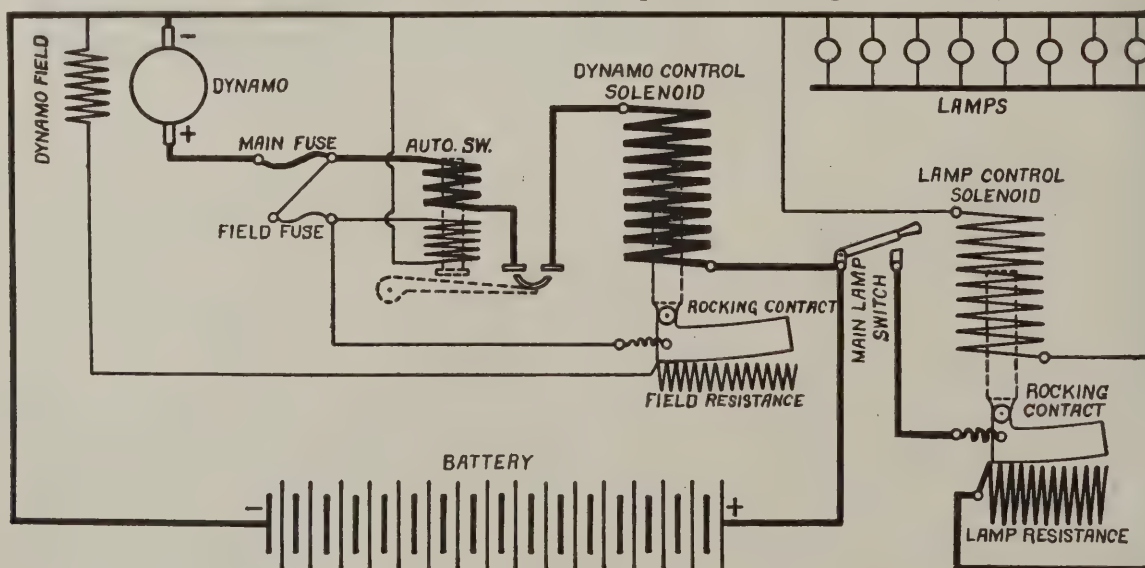 DYNAMO FIELD
-
DYNAMO
+
MAIN FUSE
FIELD FUSE
AUTO. SW.
DYNAMO CONTROL
SOLENOID
LAMPS
LAMP CONTROL
SOLENOID
MAIN LAMP
SWITCH
ROCKING CONTACT
FIELD RESISTANCE
ROCKING
CONTACT
LAMP RESISTANCE
BATTERY
-
+